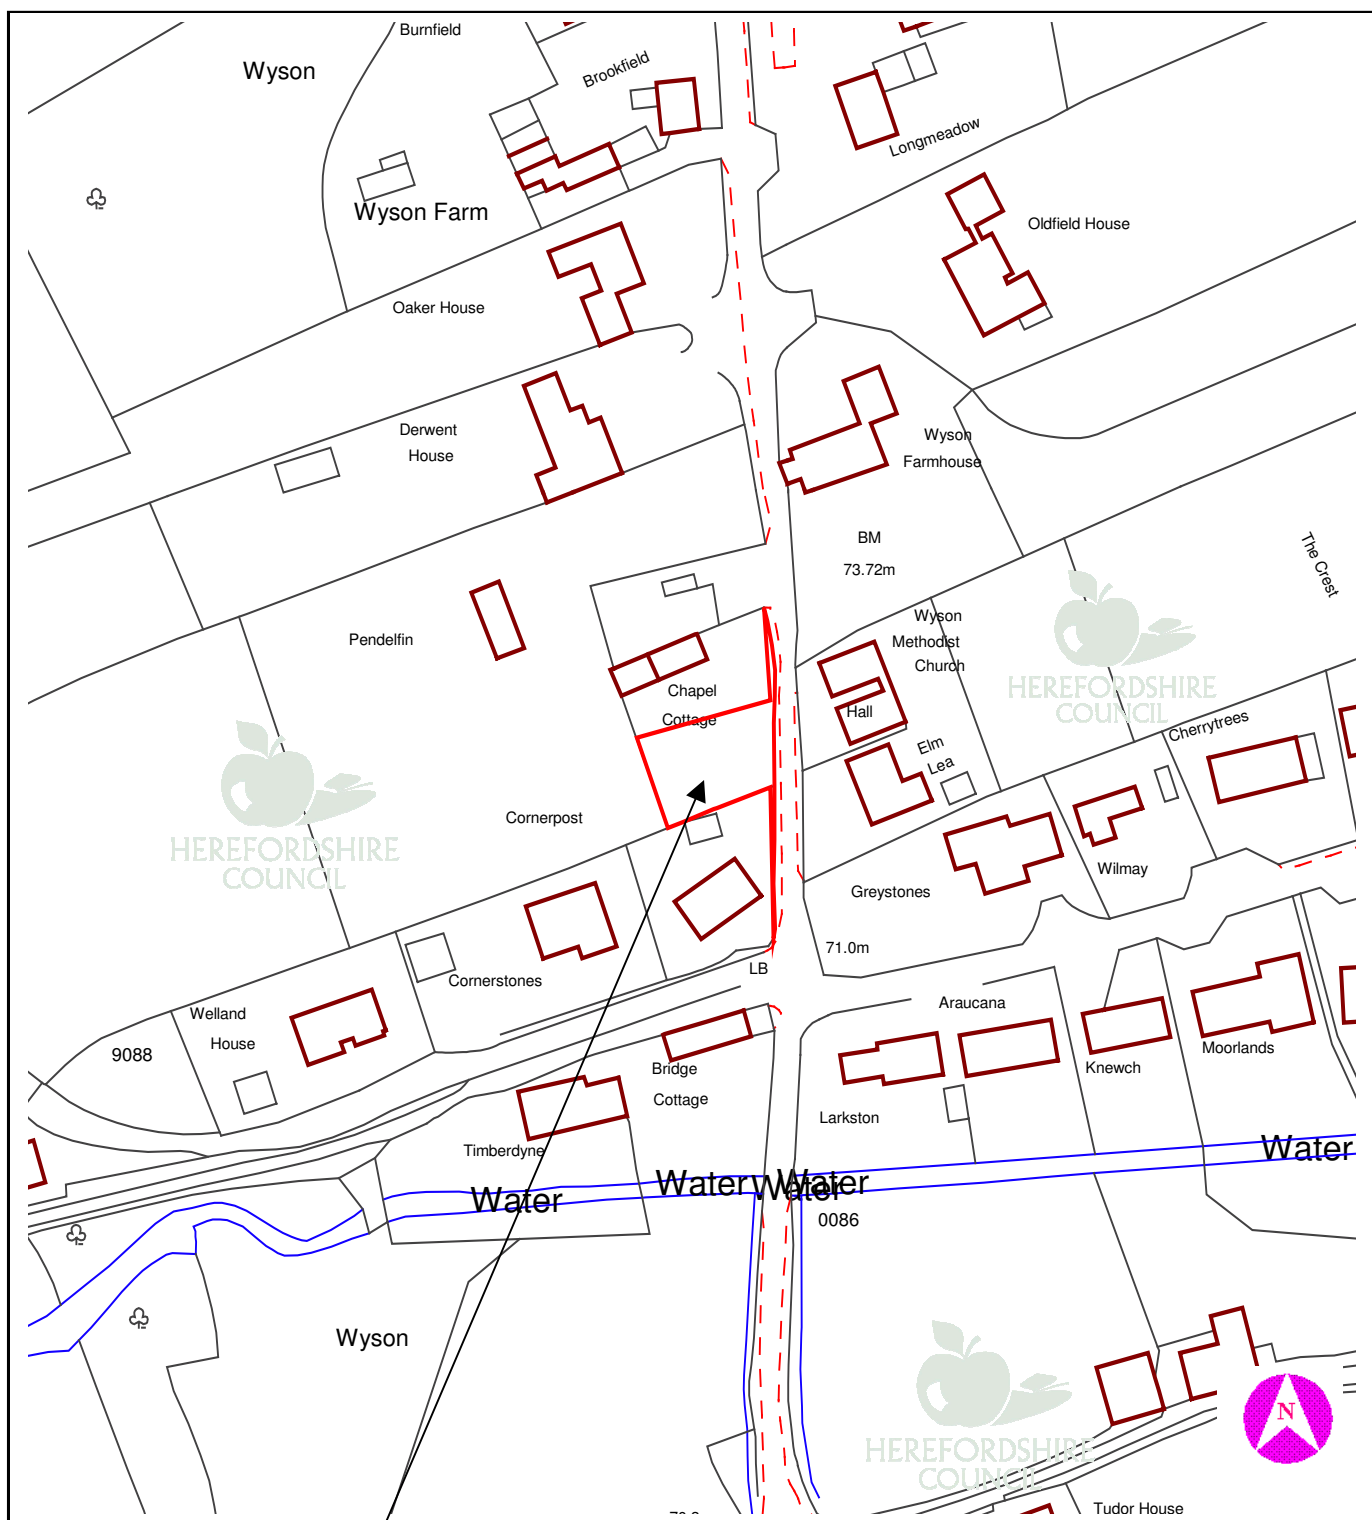 Burnfield
Wyson
Brookfield
Longmeadow
Wyson Farm
Oldfield House
Oaker House
Derwent
House
Wyson
Farmhouse
BM
73.72m
The Crest
Pendelfin
Wyson
Methodist
Church
Chapel
Cottage
Hall
HEREFORDSHIRE
COUNCIL
Elm
Lea
Cherrytrees
HEREFORDSHIRE
COUNCIL
Cornerpost
Wilmay
Greystones
71.0m
LB
Cornerstones
Araucana
Welland
House
9088
Moorlands
Knewch
Bridge
Cottage
Larkston
Timberdyne
Water
Water
Water
Water
Water
0086
Wyson
HEREFORDSHIRE
COUNCIL
N
Tudor House